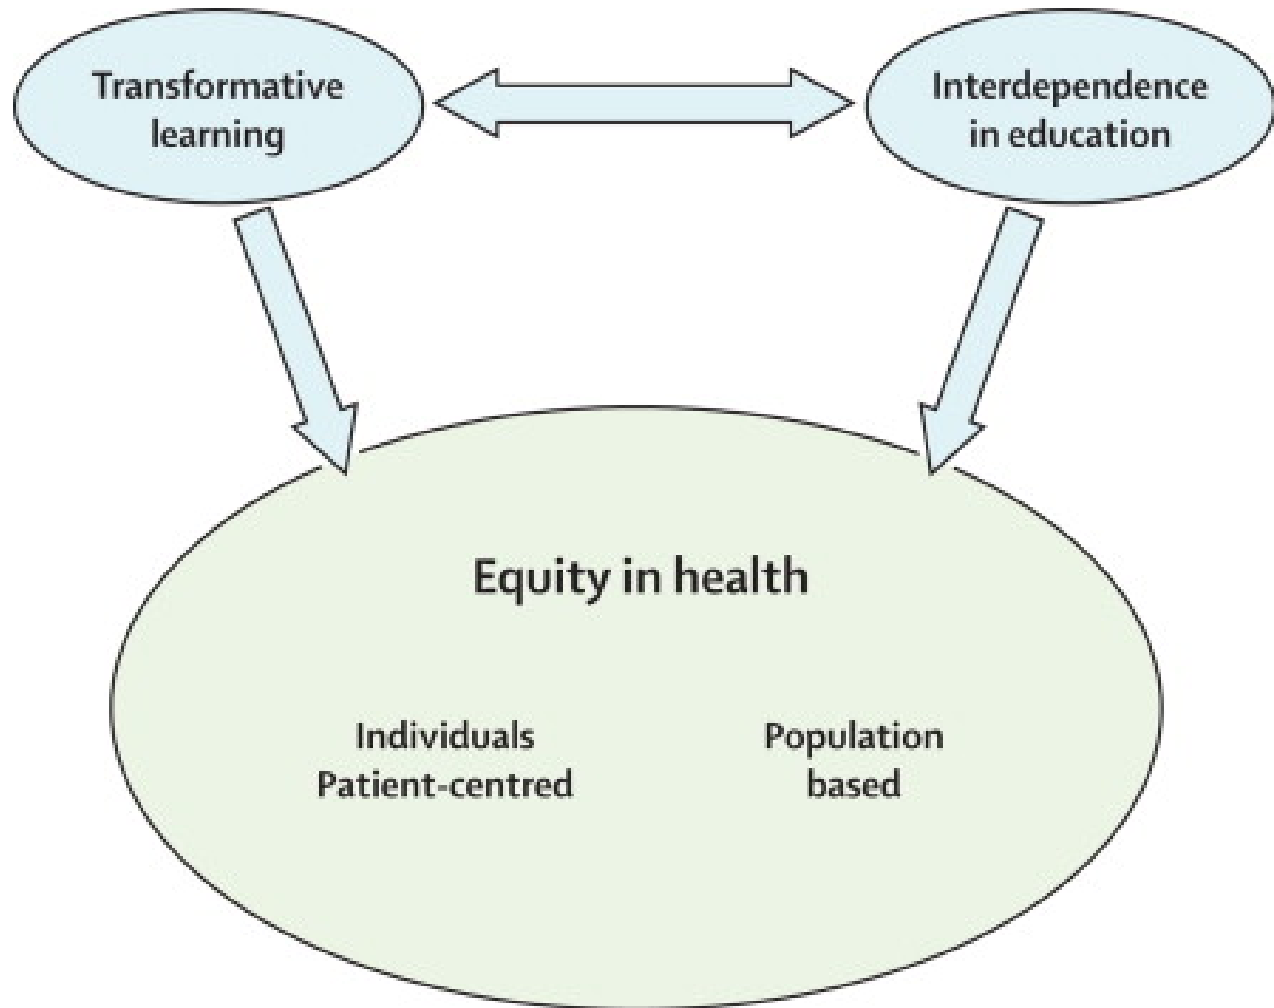 Transformative
learning
Interdependence
in education
Equity in health
Individuals
Patient-centred
Population
based